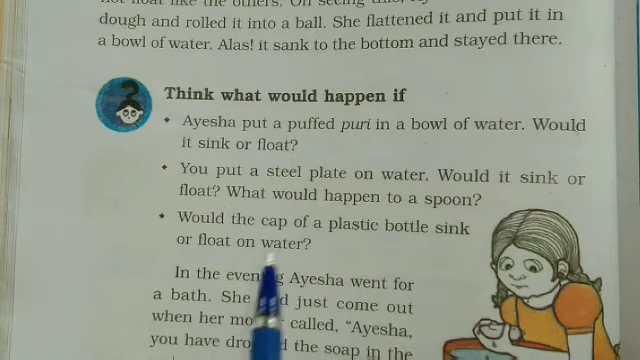 not float like the others. On seeing this,
dough and rolled it into a ball. She flattened it and put it in
a bowl of water. Alas! it sank to the bottom and stayed there.
Think what would happen if
• Ayesha put a puffed puri in a bowl of water. Would
it sink or float?
• You put a steel plate on water. Would it sink or
float? What would happen to a spoon?
• Would the cap of a plastic bottle sink
or float on water?
In the evening Ayesha went for
a bath. She had just come out
when her called, "Ayesha,
you have the soap in the